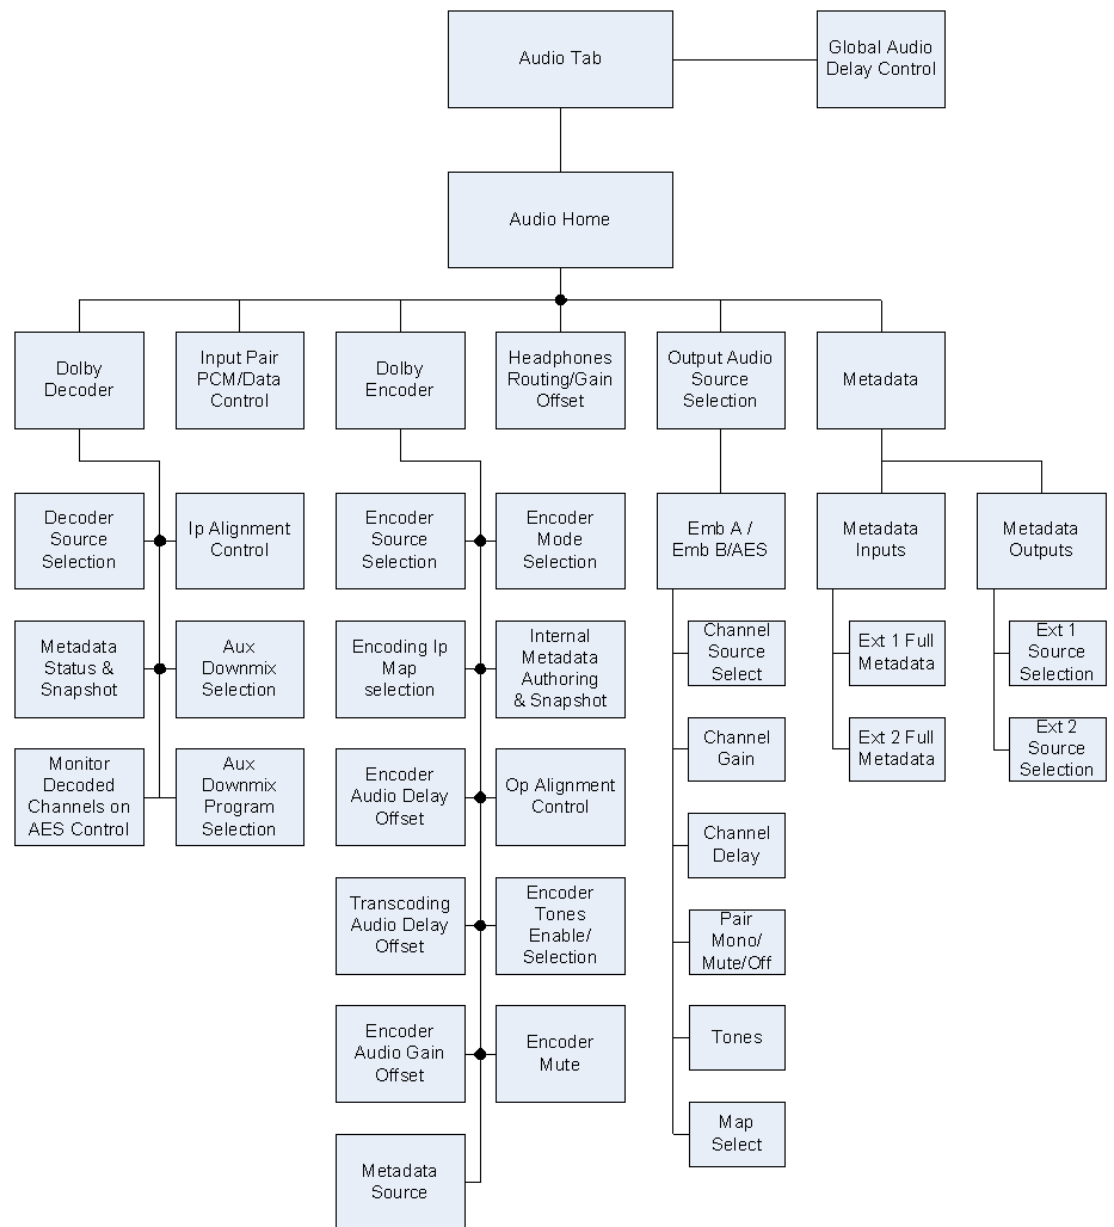 Audio Tab
Global Audio
Delay Control
Audio Home
Dolby
Decoder
Input Pair
PCM/Data
Control
Dolby
Encoder
Headphones
Routing/Gain
Offset
Output Audio
Source
Selection
Metadata
Decoder
Source
Selection
Ip Alignment
Control
Encoder
Source
Selection
Encoder
Mode
Selection
Emb A /
Emb B/AES
Metadata
Inputs
Metadata
Outputs
Metadata
Status &
Snapshot
Aux
Downmix
Selection
Encoding Ip
Map
selection
Internal
Metadata
Authoring
& Snapshot
Channel
Source
Select
Ext 1 Full
Metadata
Ext 1
Source
Selection
Monitor
Decoded
Channels on
AES Control
Aux
Downmix
Program
Selection
Encoder
Audio Delay
Offset
Op Alignment
Control
Channel
Gain
Ext 2 Full
Metadata
Ext 2
Source
Selection
Channel
Delay
Transcoding
Audio Delay
Offset
Encoder
Tones
Enable/
Selection
Pair
Mono/
Mute/Off
Encoder
Audio Gain
Offset
Encoder
Mute
Tones
Map
Select
Metadata
Source